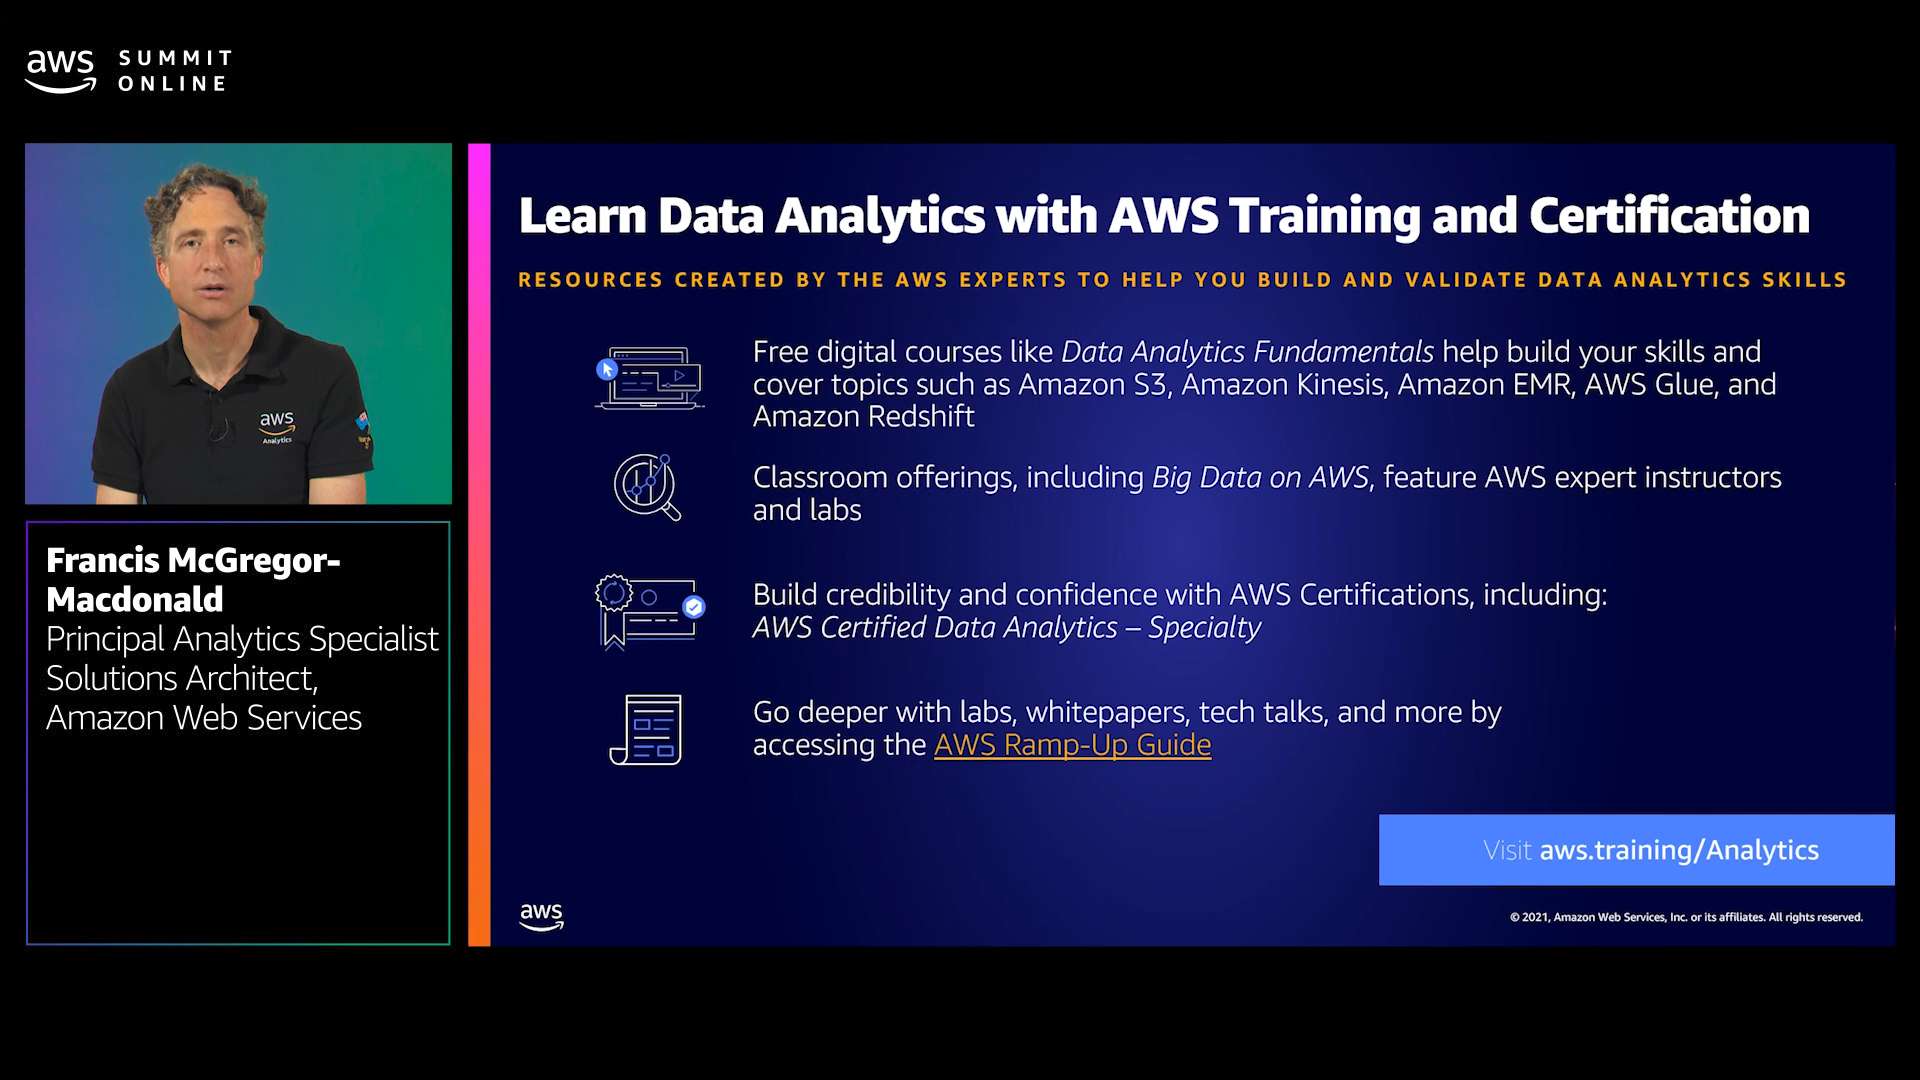 aws SUMMIT
ONLINE
aws
Analytics
Francis McGregor-
Macdonald
Principal Analytics Specialist
Solutions Architect,
Amazon Web Services
Learn Data Analytics with AWS Training and Certification
RESOURCES CREATED BY THE AWS EXPERTS TO HELP YOU BUILD AND VALIDATE DATA ANALYTICS SKILLS
Free digital courses like Data Analytics Fundamentals help build your skills and
cover topics such as Amazon S3, Amazon Kinesis, Amazon EMR, AWS Glue, and
Amazon Redshift
Classroom offerings, including Big Data on AWS, feature AWS expert instructors
and labs
Build credibility and confidence with AWS Certifications, including:
AWS Certified Data Analytics – Specialty
Go deeper with labs, whitepapers, tech talks, and more by
accessing the AWS Ramp-Up Guide
Visit aws.training/Analytics
aws
© 2021, Amazon Web Services, Inc. or its affiliates. All rights reserved.